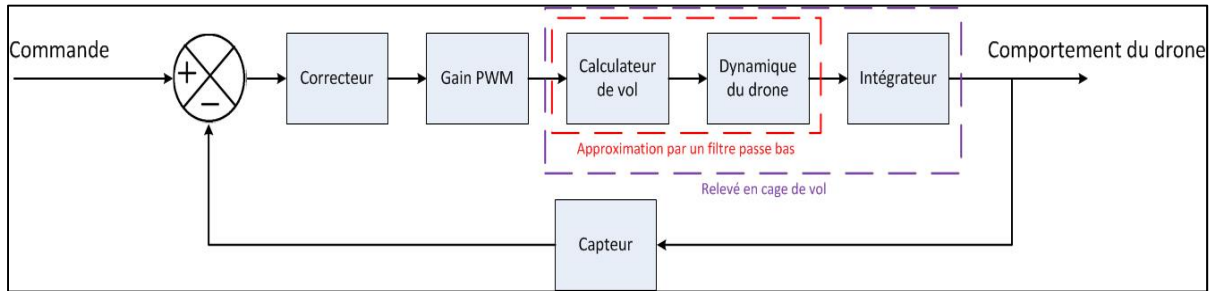 Commande
+
−
Correcteur
Gain PWM
Calculateur
de vol
Dynamique
du drone
Intégrateur
Comportement du drone
Approximation par un filtre passe bas
Relevé en cage de vol
Capteur